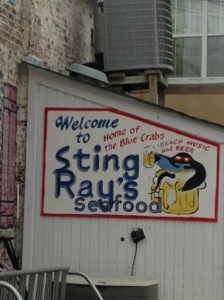 Welcome
to
Home of
the Blue Crabs
BEACH MUSIC
and BEER
Sting
Ray's
Seafood